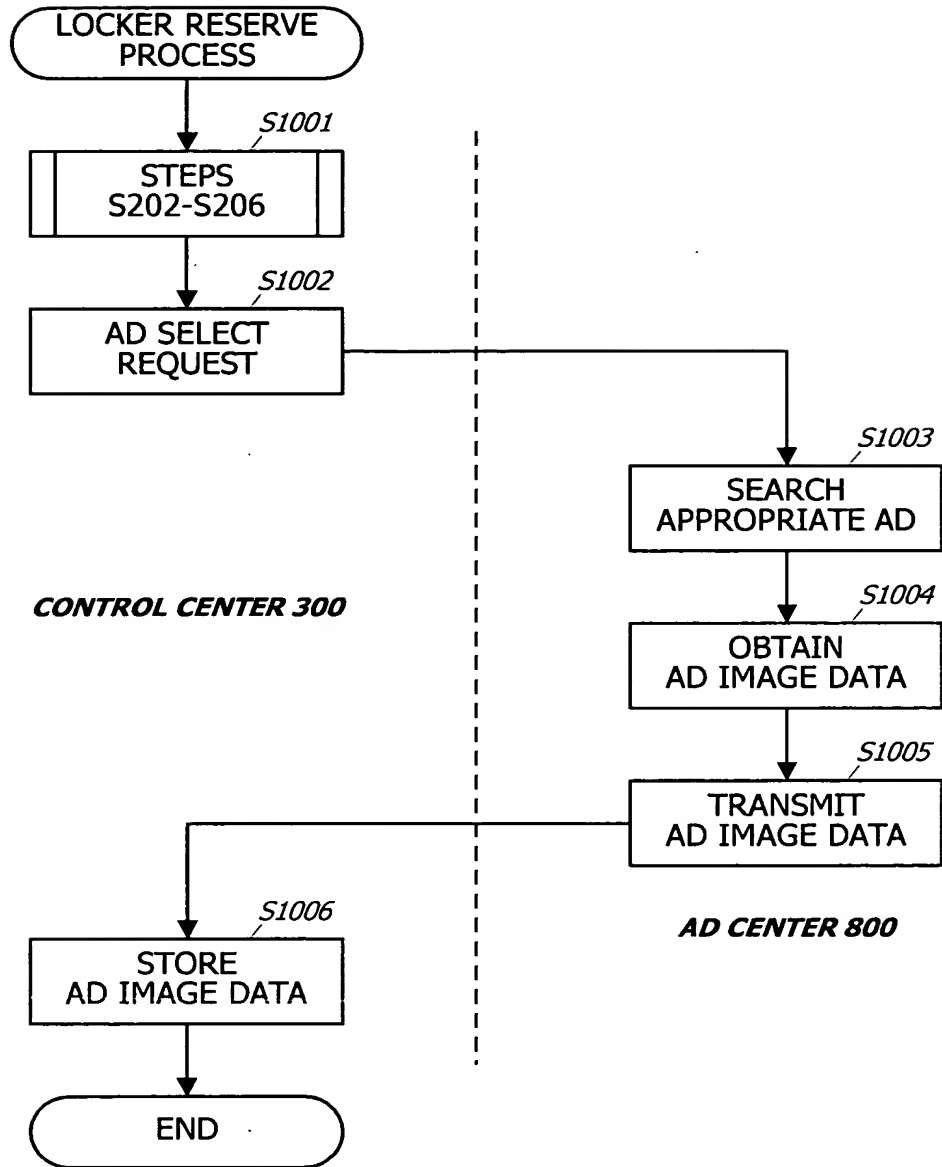 LOCKER RESERVE
PROCESS
S1001
STEPS
S202-S206
S1002
AD SELECT
REQUEST
S1003
SEARCH
APPROPRIATE AD
CONTROL CENTER 300
S1004
OBTAIN
AD IMAGE DATA
S1005
TRANSMIT
AD IMAGE DATA
AD CENTER 800
S1006
STORE
AD IMAGE DATA
END